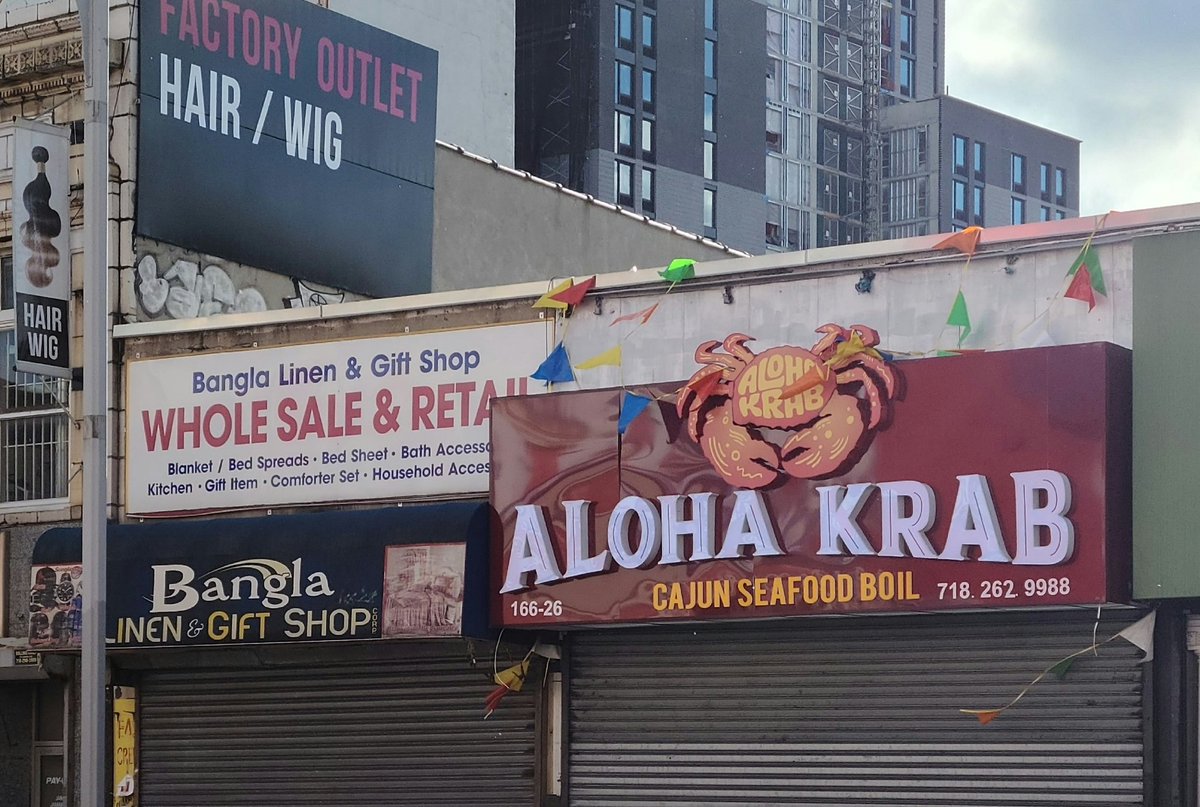 FACTORY OUTLET
HAIR / WIG
HAIR
WIG
Bangla Linen & Gift Shop
WHOLE SALE & RETAIL
Blanket / Bed Spreads • Bed Sheet • Bath Accesso
Kitchen • Gift Item • Comforter Set • Household Acces
ALOHA
KRAB
ALOHA KRAB
CAJUN SEAFOOD BOIL
166-26
718. 262. 9988
Bangla
LINEN & GIFT SHOP CORP